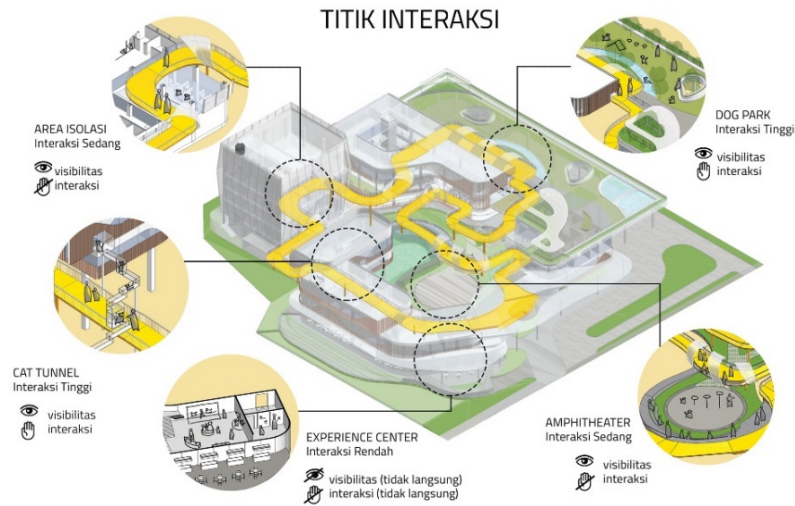 TITIK INTERAKSI
AREA ISOLASI
Interaksi Sedang
visibilitas
interaksi
DOG PARK
Interaksi Tinggi
visibilitas
interaksi
CAT TUNNEL
Interaksi Tinggi
visibilitas
interaksi
EXPERIENCE CENTER
Interaksi Rendah
visibilitas (tidak langsung)
interaksi (tidak langsung)
AMPHITHEATER
Interaksi Sedang
visibilitas
interaksi